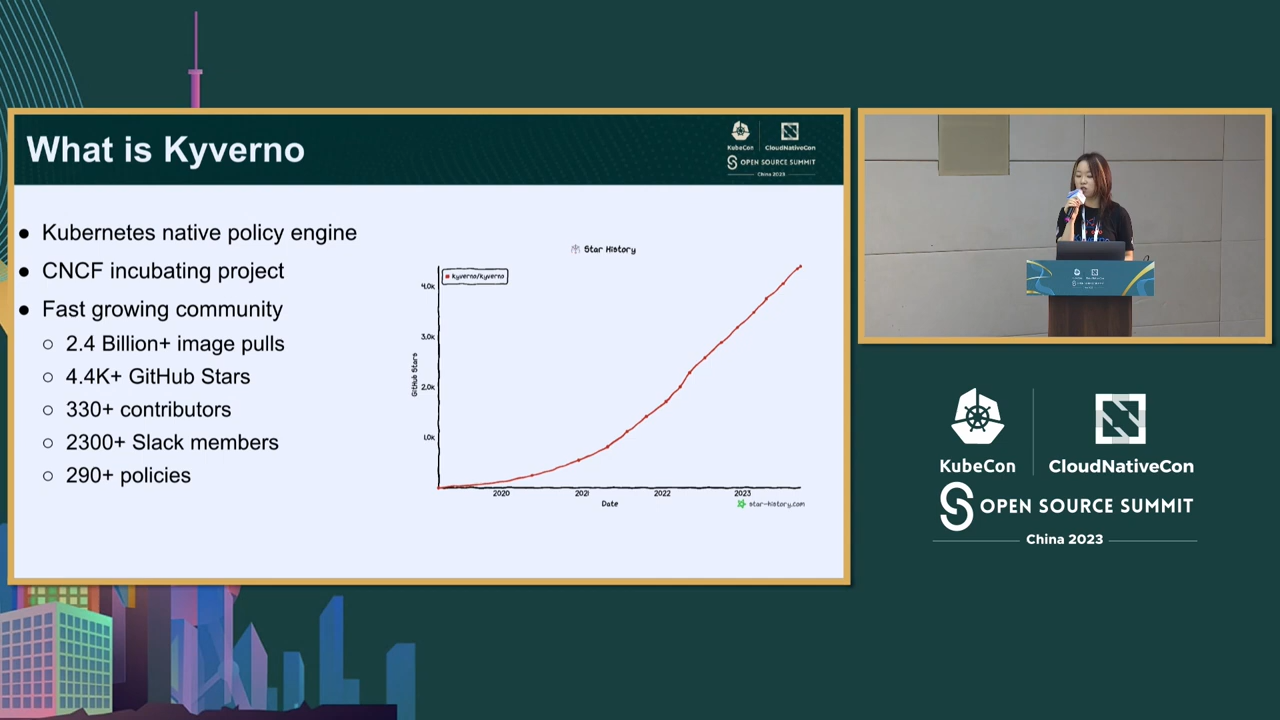 What is Kyverno
KubeCon
CloudNativeCon
OPEN SOURCE SUMMIT
China 2023
● Kubernetes native policy engine
● CNCF incubating project
● Fast growing community
○ 2.4 Billion+ image pulls
○ 4.4K+ GitHub Stars
○ 330+ contributors
○ 2300+ Slack members
○ 290+ policies
Star History
kyverno/kyverno
GitHub Stars
4.0K
3.0K
2.0K
1.0K
2020
2021
2022
2023
Date
star-history.com
KubeCon
CloudNativeCon
OPEN SOURCE SUMMIT
China 2023